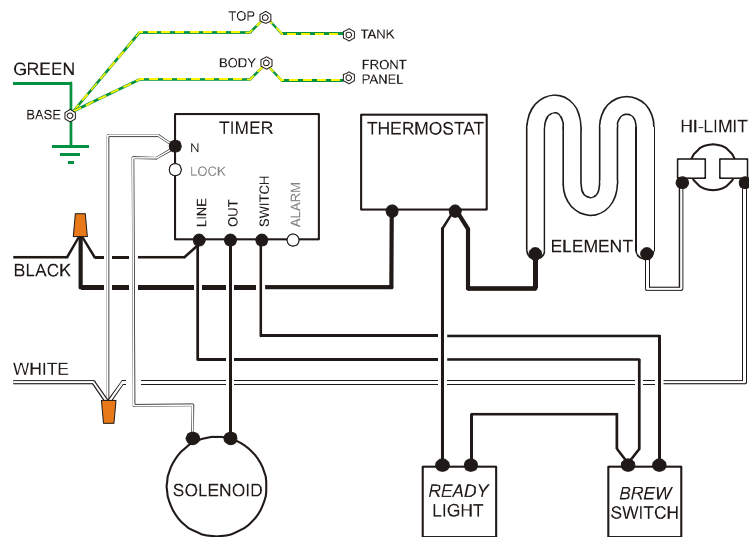 TOP
TANK
GREEN
BODY
FRONT
PANEL
BASE
TIMER
THERMOSTAT
HI-LIMIT
N
LOCK
LINE
OUT
SWITCH
ALARM
ELEMENT
BLACK
WHITE
SOLENOID
READY
LIGHT
BREW
SWITCH